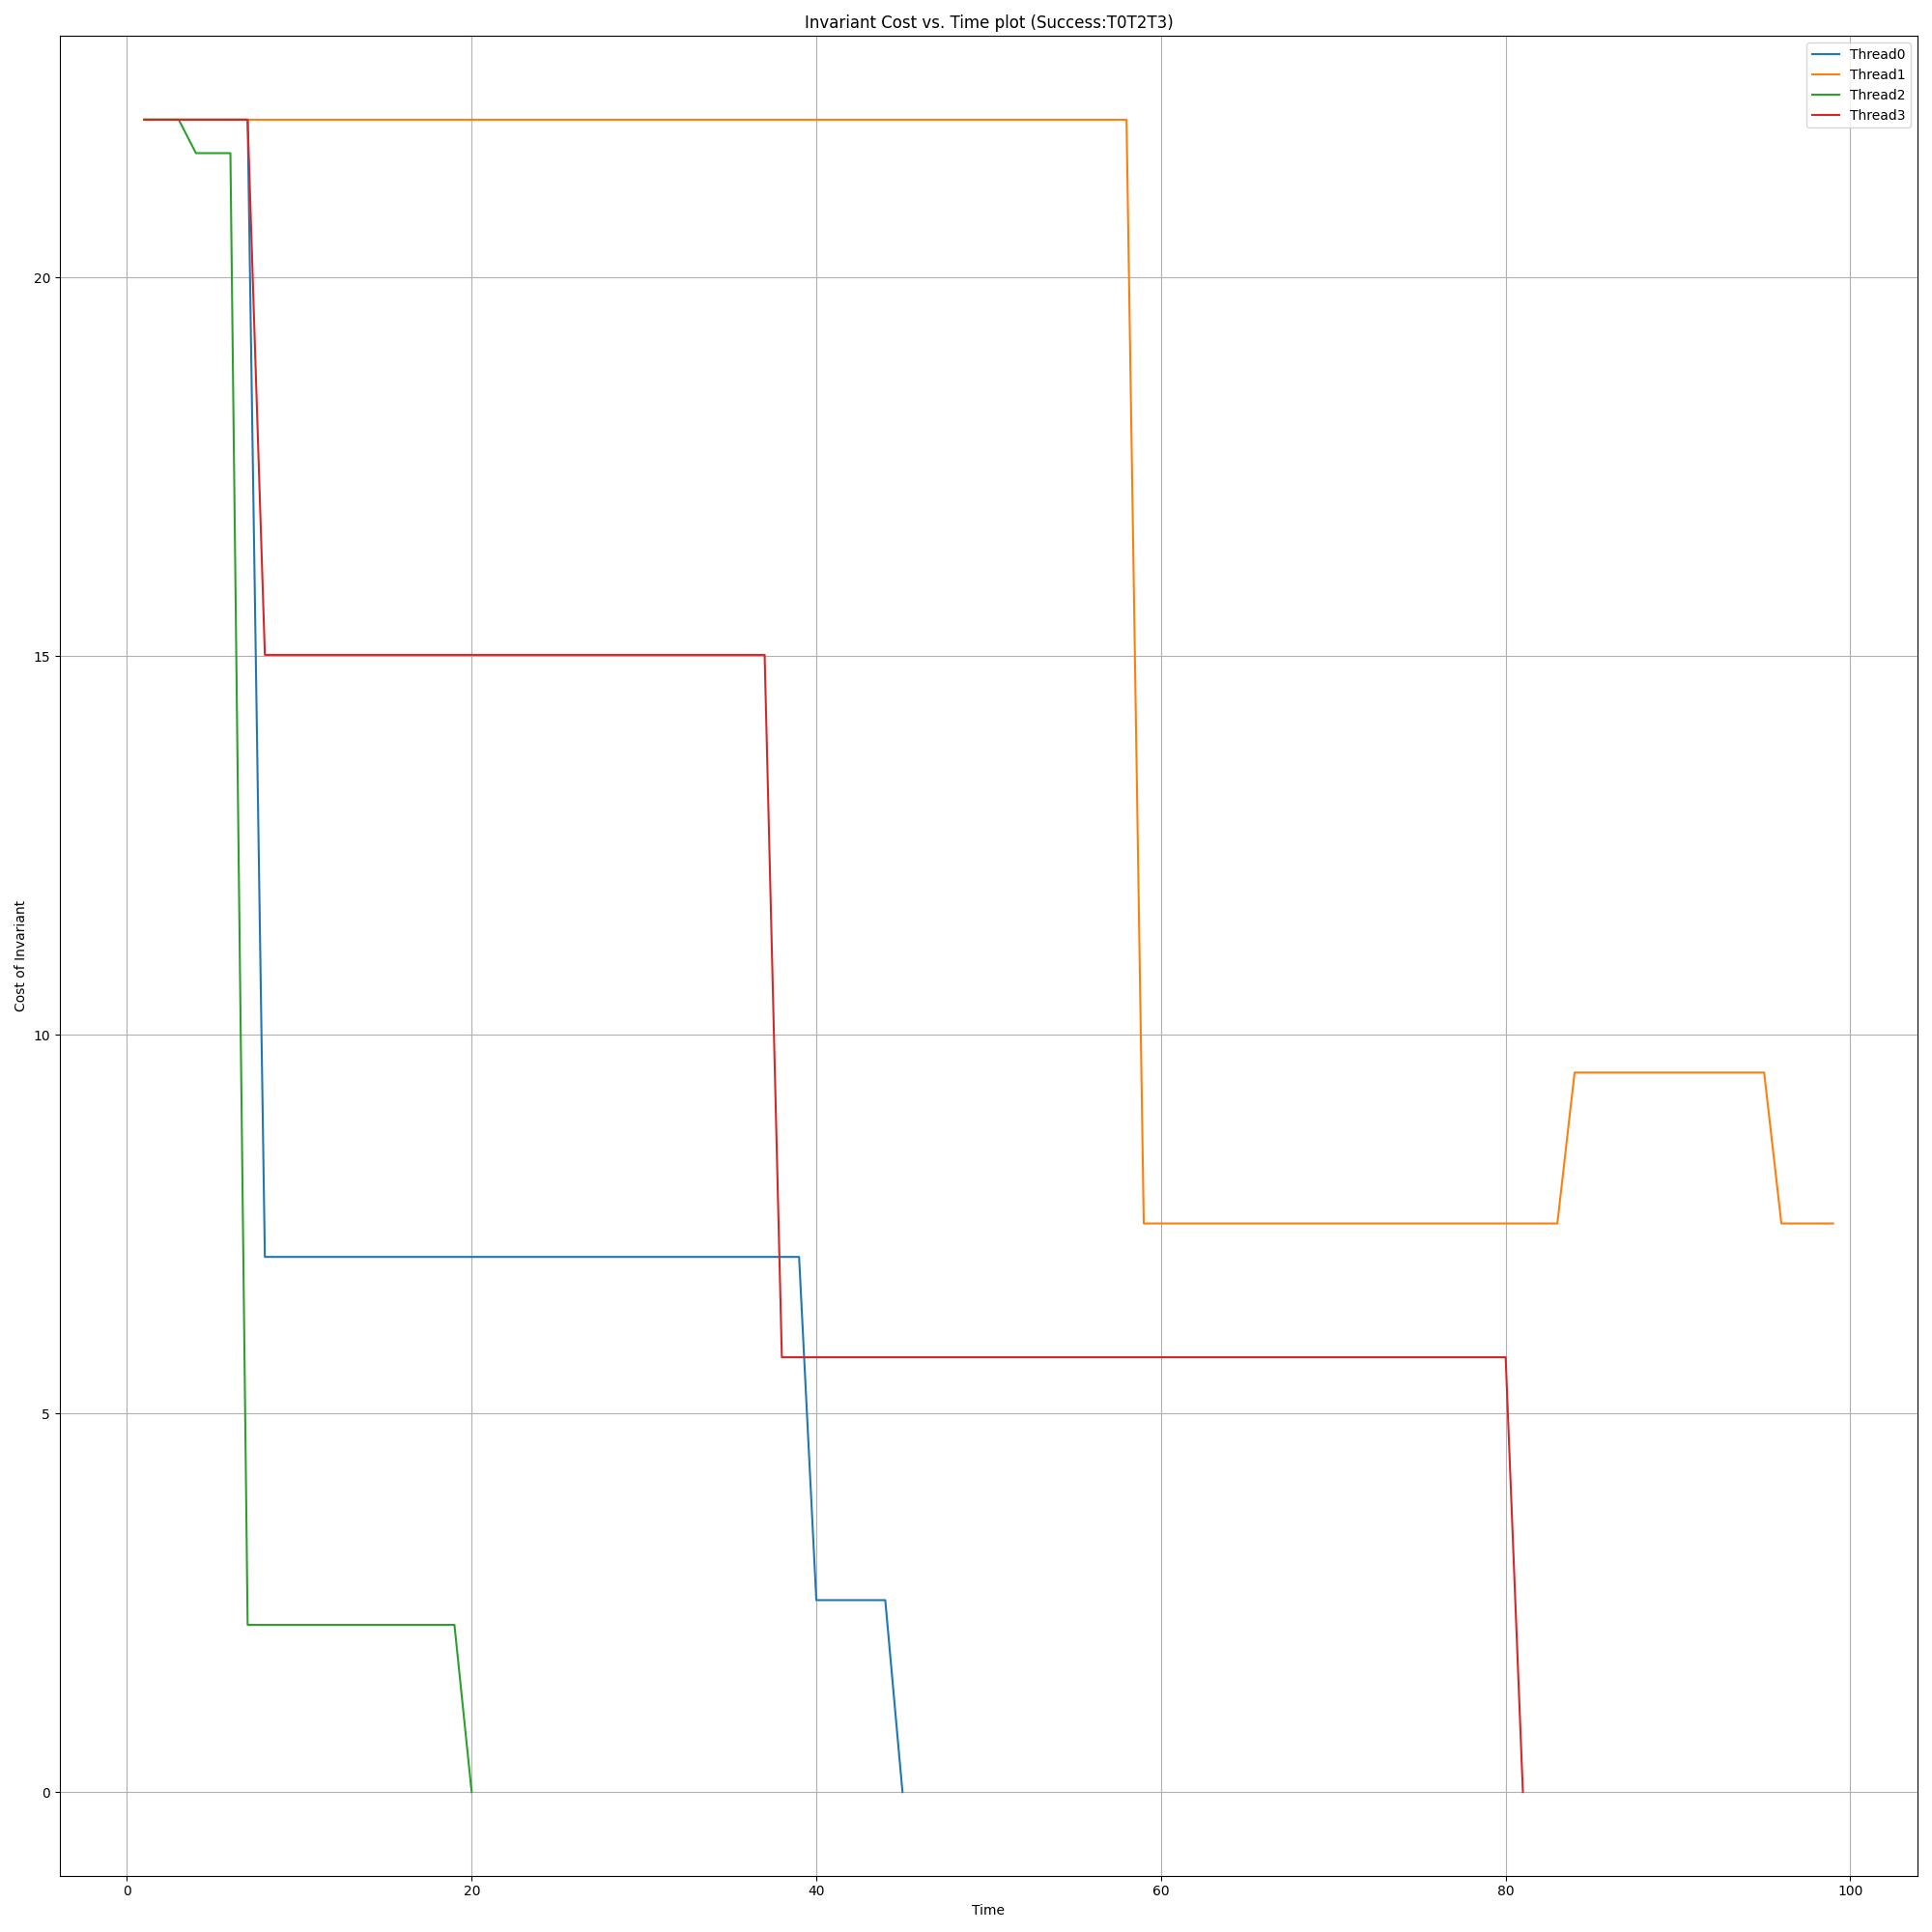 Invariant Cost vs. Time plot (Success:T0T2T3)
Thread0
Thread1
Thread2
Thread3
Cost of Invariant
20
15
10
5
0
0 20 40 60 80 100
Time